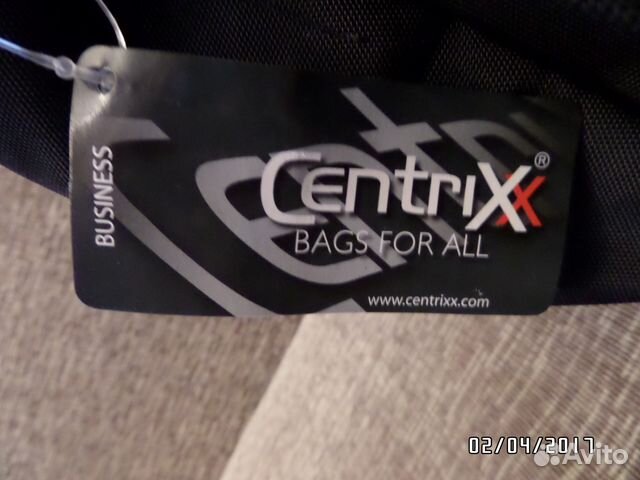 BUSINESS
CentriXx®
BAGS FOR ALL
www.centrixx.com
02/04/2017
Avito